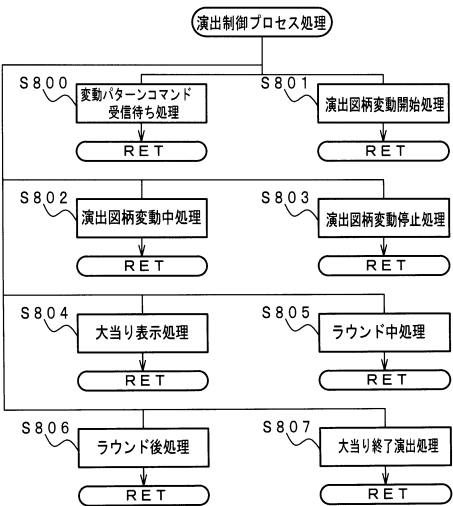 演出制御プロセス処理
S800
変動パターンコマンド
受信待ち処理
RET
S801
演出図柄変動開始処理
RET
S802
演出図柄変動中処理
RET
S803
演出図柄変動停止処理
RET
S804
大当り表示処理
RET
S805
ラウンド中処理
RET
S806
ラウンド後処理
RET
S807
大当り終了演出処理
RET